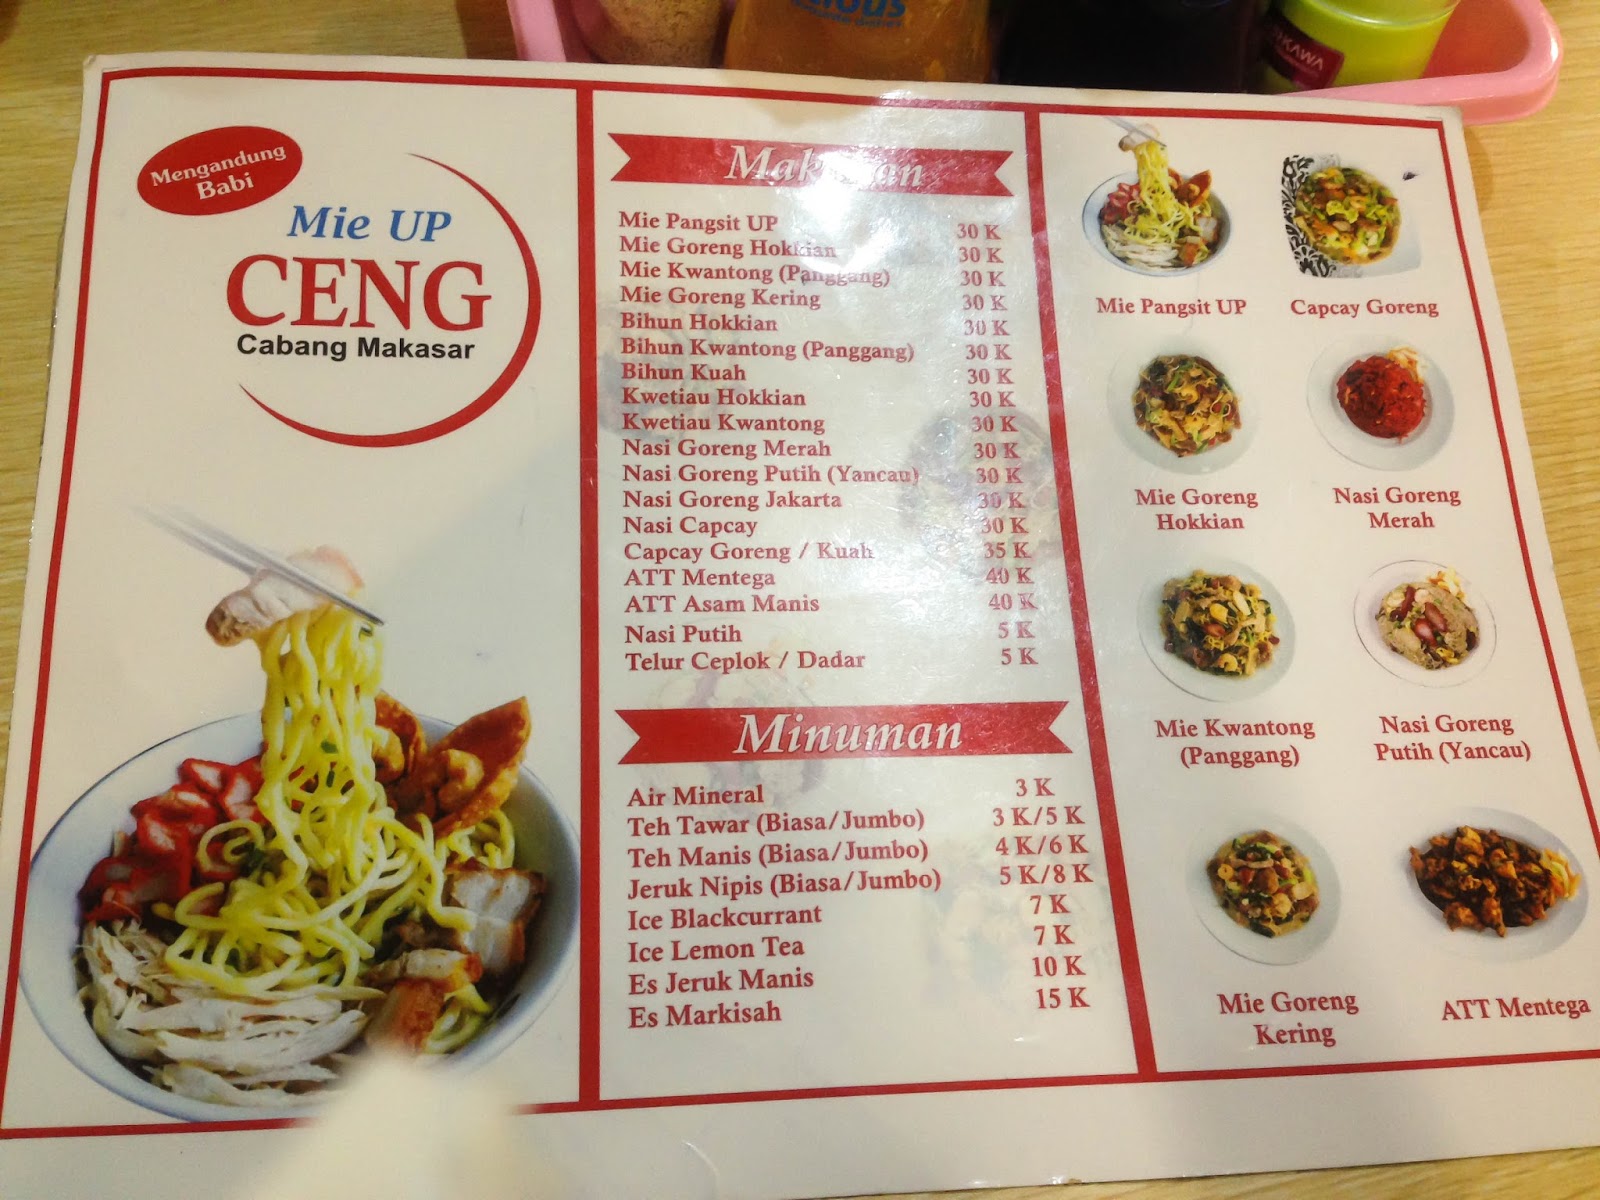 Mengandung
Babi
Mie UP
CENG
Cabang Makasar
Makanan
Mie Pangsit UP 30 K
Mie Goreng Hokkian 30 K
Mie Kwantong (Panggang) 30 K
Mie Goreng Kering 30 K
Bihun Hokkian 30 K
Bihun Kwantong (Panggang) 30 K
Bihun Kuah 30 K
Kwetiau Hokkian 30 K
Kwetiau Kwantong 30 K
Nasi Goreng Merah 30 K
Nasi Goreng Putih (Yancau) 30 K
Nasi Goreng Jakarta 30 K
Nasi Capcay 30 K
Capcay Goreng / Kuah 35 K
ATT Mentega 40 K
ATT Asam Manis 40 K
Nasi Putih 5 K
Telur Ceplok / Dadar 5 K
Minuman
Air Mineral 3 K
Teh Tawar (Biasa/Jumbo) 3 K/5 K
Teh Manis (Biasa/Jumbo) 4 K/6 K
Jeruk Nipis (Biasa/Jumbo) 5 K/8 K
Ice Blackcurrant 7 K
Ice Lemon Tea 7 K
Es Jeruk Manis 10 K
Es Markisah 15 K
Mie Pangsit UP
Capcay Goreng
Mie Goreng
Hokkian
Nasi Goreng
Merah
Mie Kwantong
(Panggang)
Nasi Goreng
Putih (Yancau)
Mie Goreng
Kering
ATT Mentega